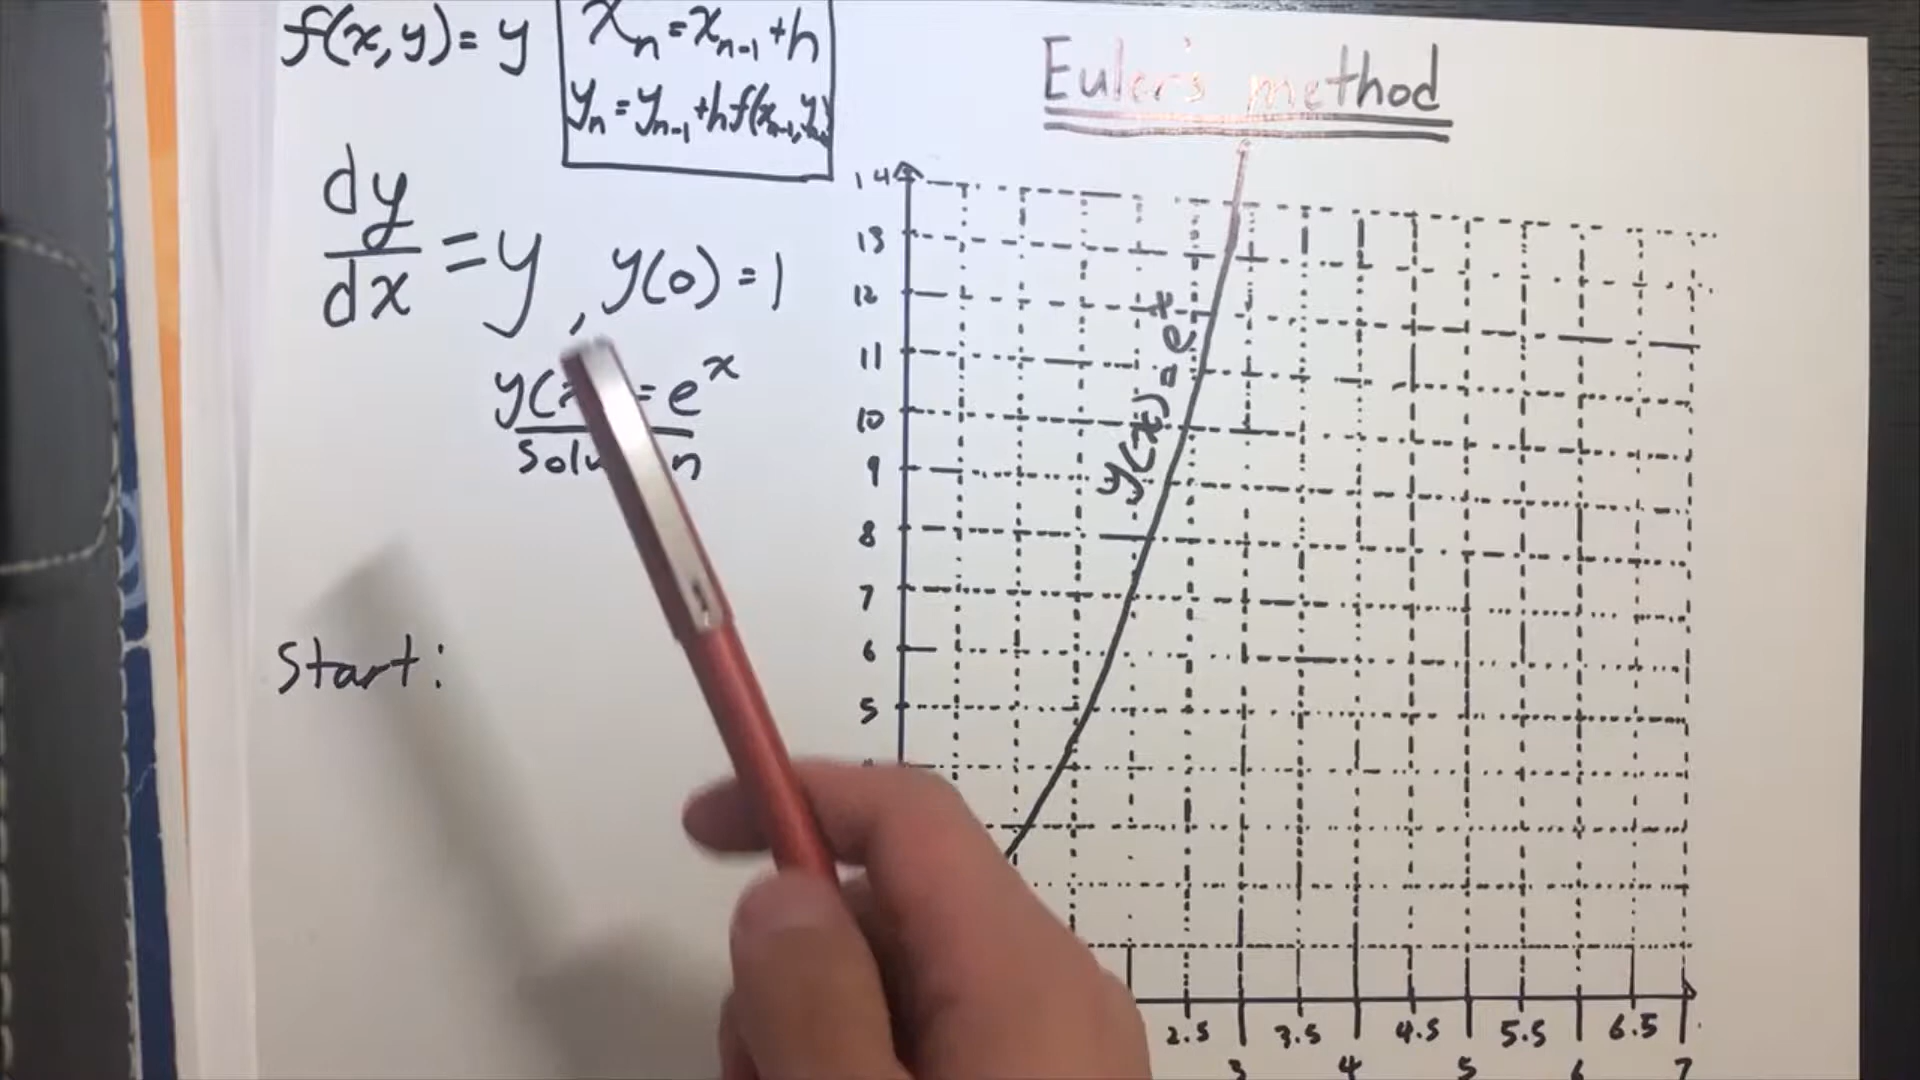 f(x,y)=y
xₙ=xₙ₋₁+h
yₙ=yₙ₋₁+hf(xₙ₋₁,yₙ₋₁)
dy/dx=y, y(0)=1
=eˣ
Start:
Euler's method
14
13
12
11
10
9
8
7
6
5
2.5 3.5 4.5 5.5 6.5
3 4 5 6 7